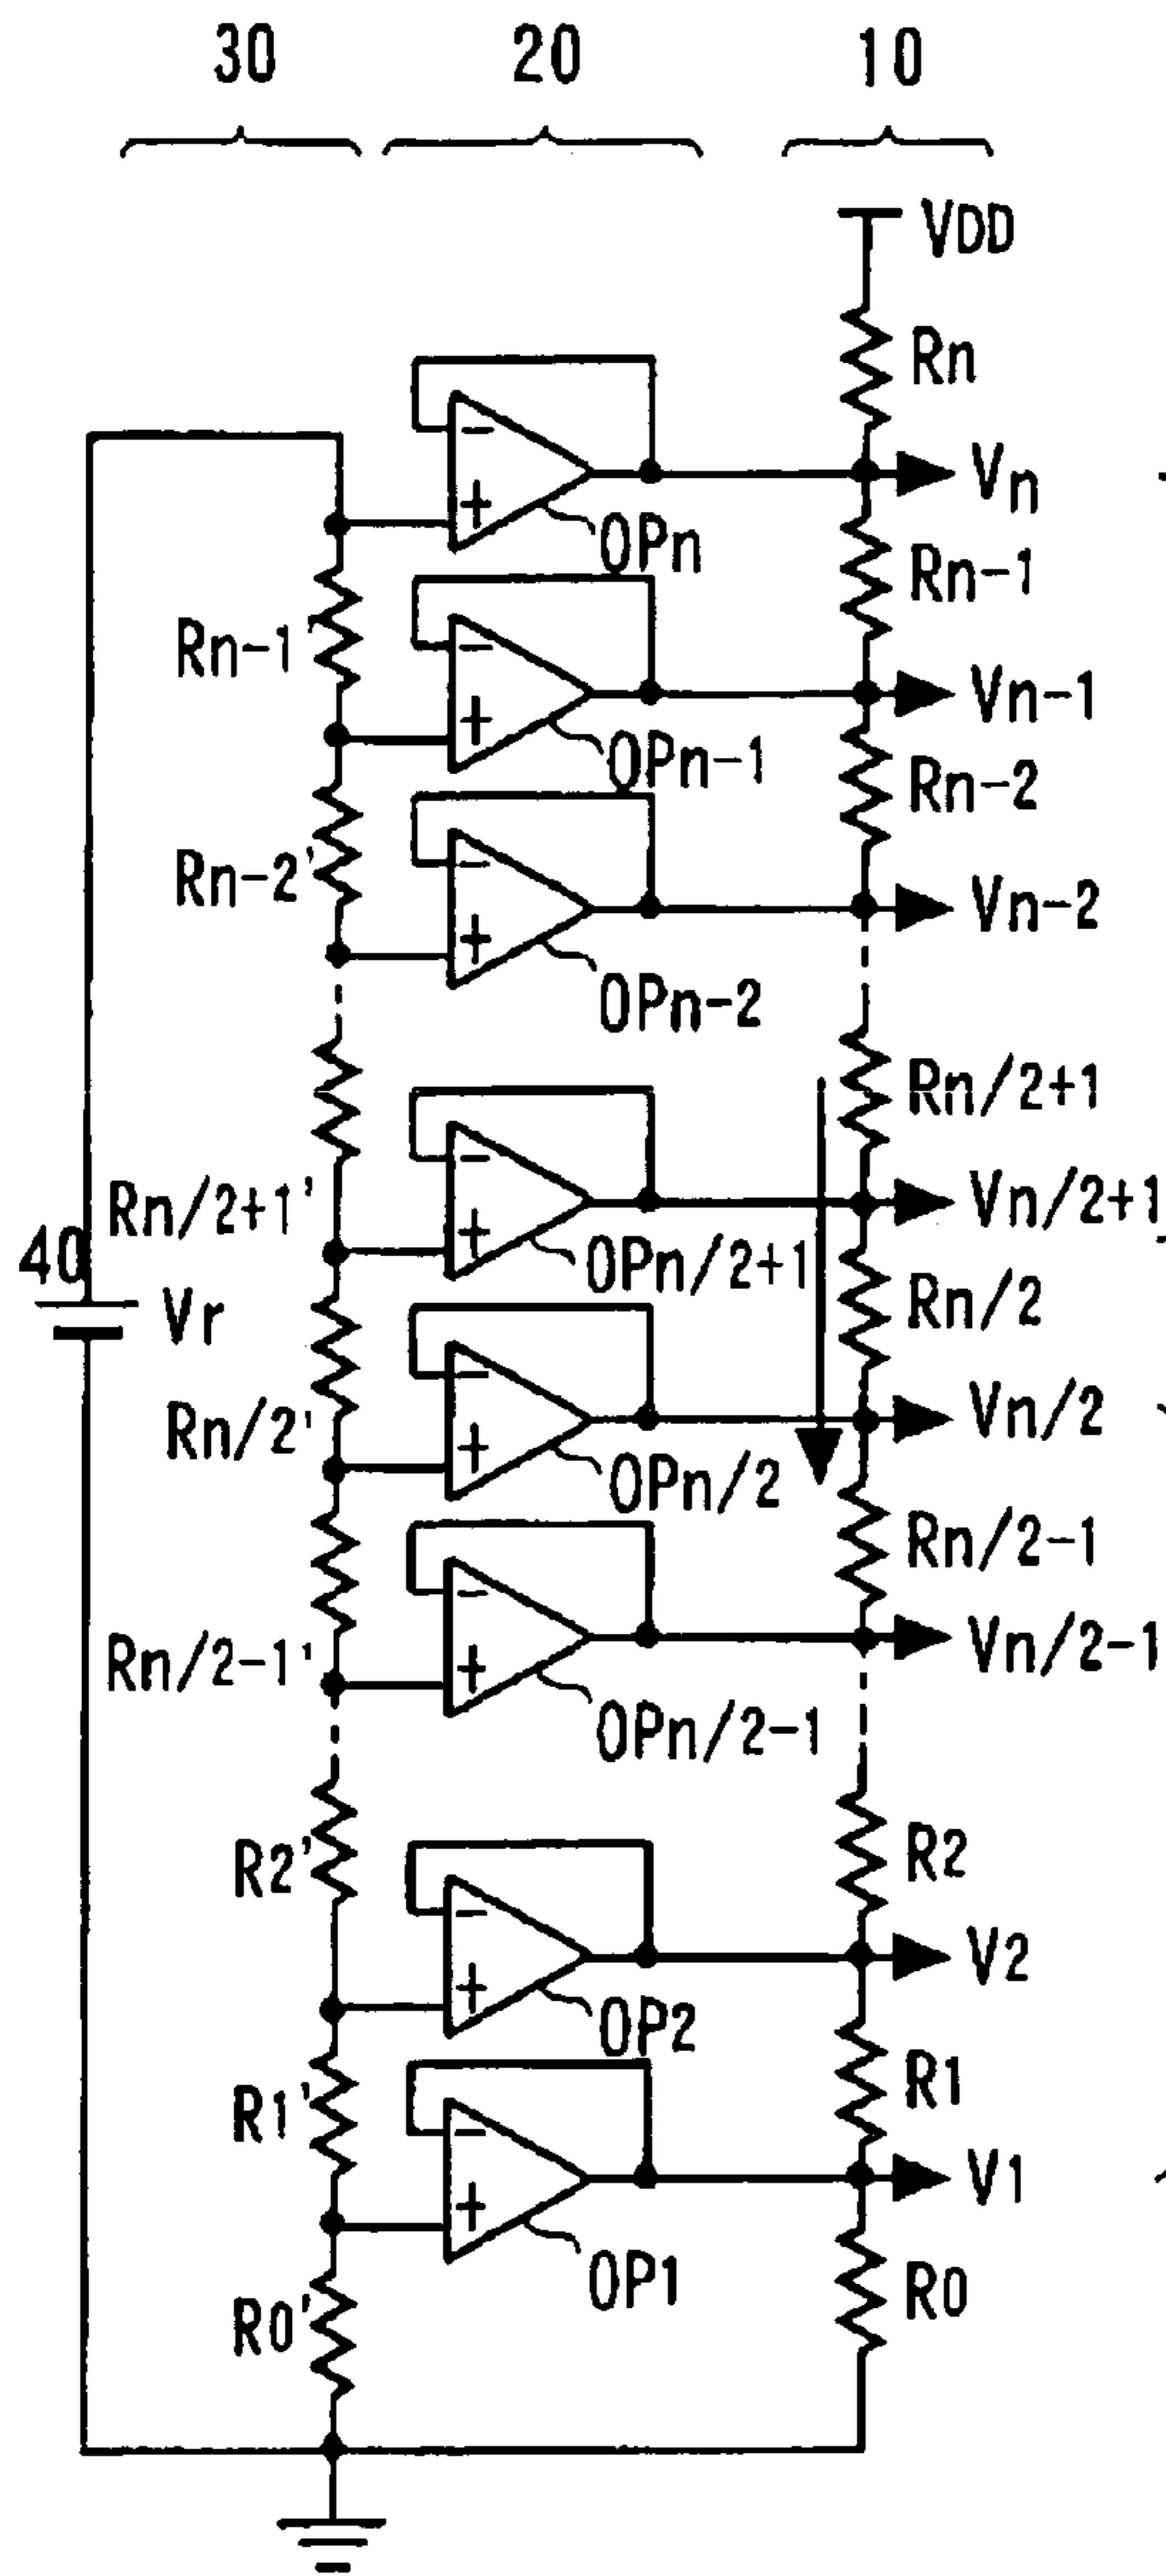 30 20 10
VDD
Rn
- Vn
+ OPn
Rn-1' - Rn-1
+ Vn-1
OPn-1
Rn-2' - Rn-2
+ Vn-2
OPn-2
Rn/2+1
-
Rn/2+1' + Vn/2+1
40 OPn/2+1
Vr Rn/2
-
Rn/2' + Vn/2
OPn/2
- Rn/2-1
Rn/2-1' + Vn/2-1
OPn/2-1
R2' R2
- V2
+ OP2
R1' - R1
+ V1
OP1
R0' R0